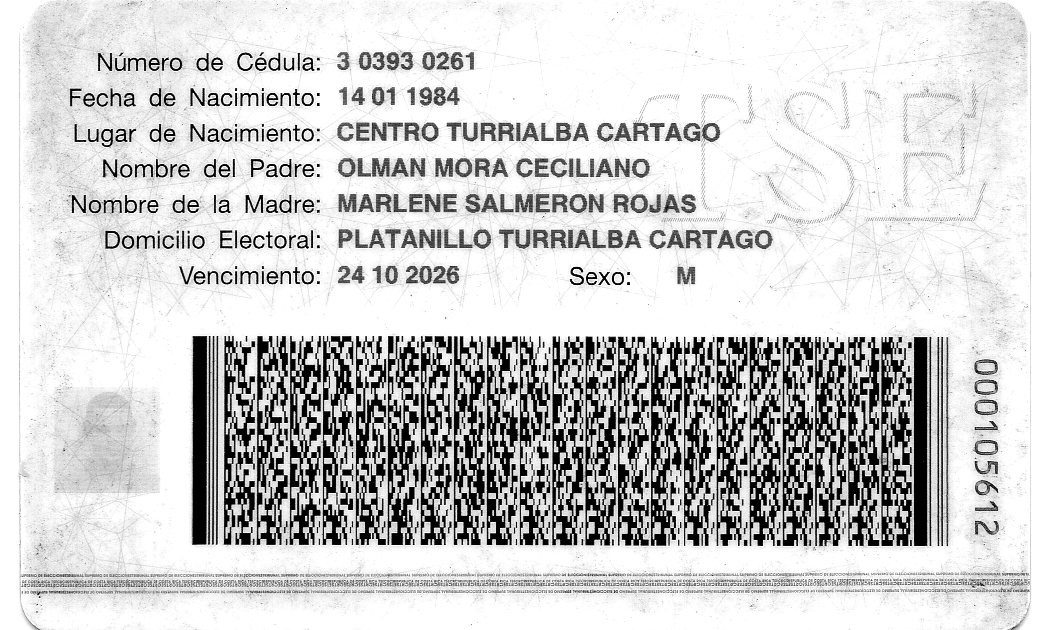 Número de Cédula: 3 0393 0261
Fecha de Nacimiento: 14 01 1984
Lugar de Nacimiento: CENTRO TURRIALBA CARTAGO
Nombre del Padre: OLMAN MORA CECILIANO
Nombre de la Madre: MARLENE SALMERON ROJAS
Domicilio Electoral: PLATANILLO TURRIALBA CARTAGO
Vencimiento: 24 10 2026 Sexo: M
TSE
000105612